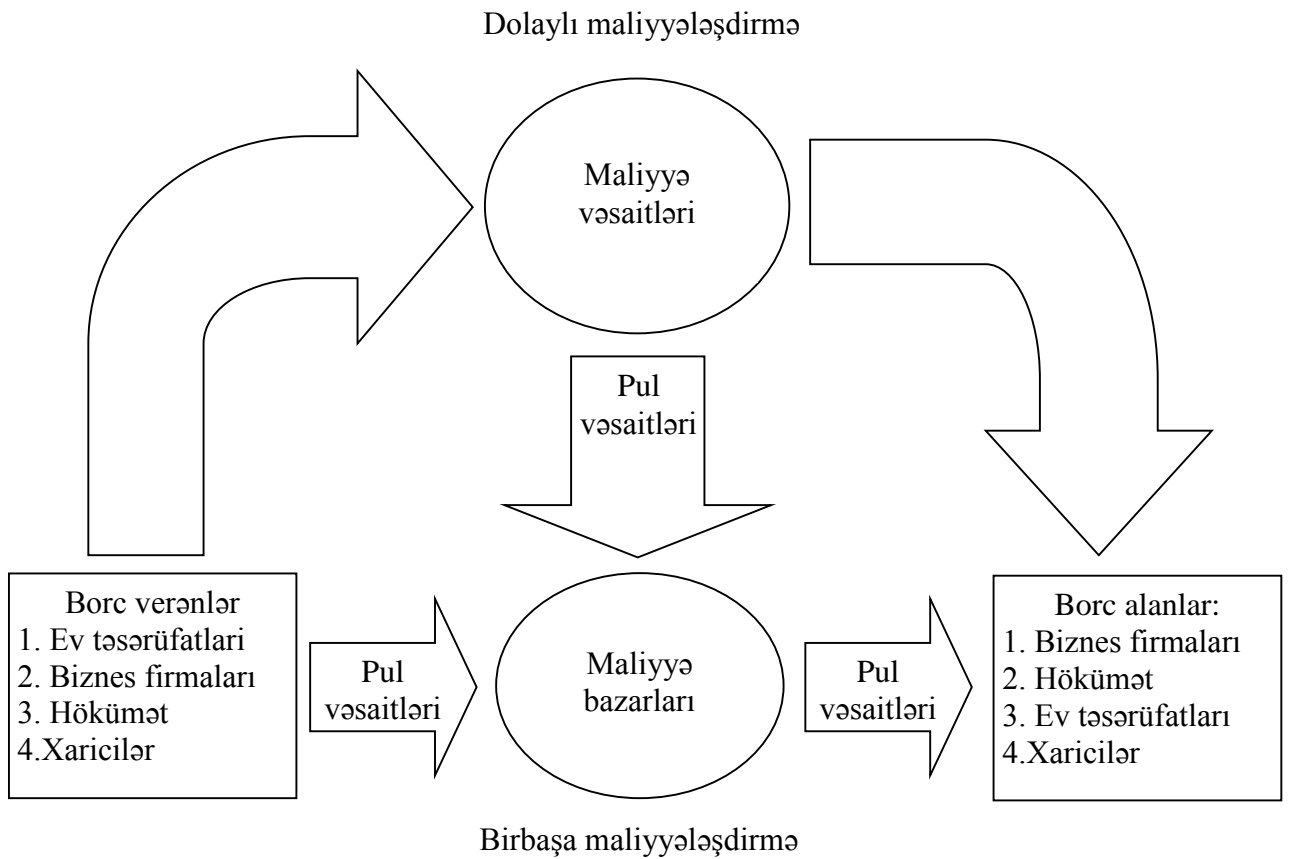 Dolaylı maliyyələşdirmə
Maliyyə
vəsaitləri
Pul
vəsaitləri
Borc verənlər
1. Ev təsərüfatlari
2. Biznes firmaları
3. Hökümət
4.Xaricilər
Pul
vəsaitləri
Maliyyə
bazarları
Pul
vəsaitləri
Borc alanlar:
1. Biznes firmaları
2. Hökümət
3. Ev təsərüfatları
4.Xaricilər
Birbaşa maliyyələşdirmə